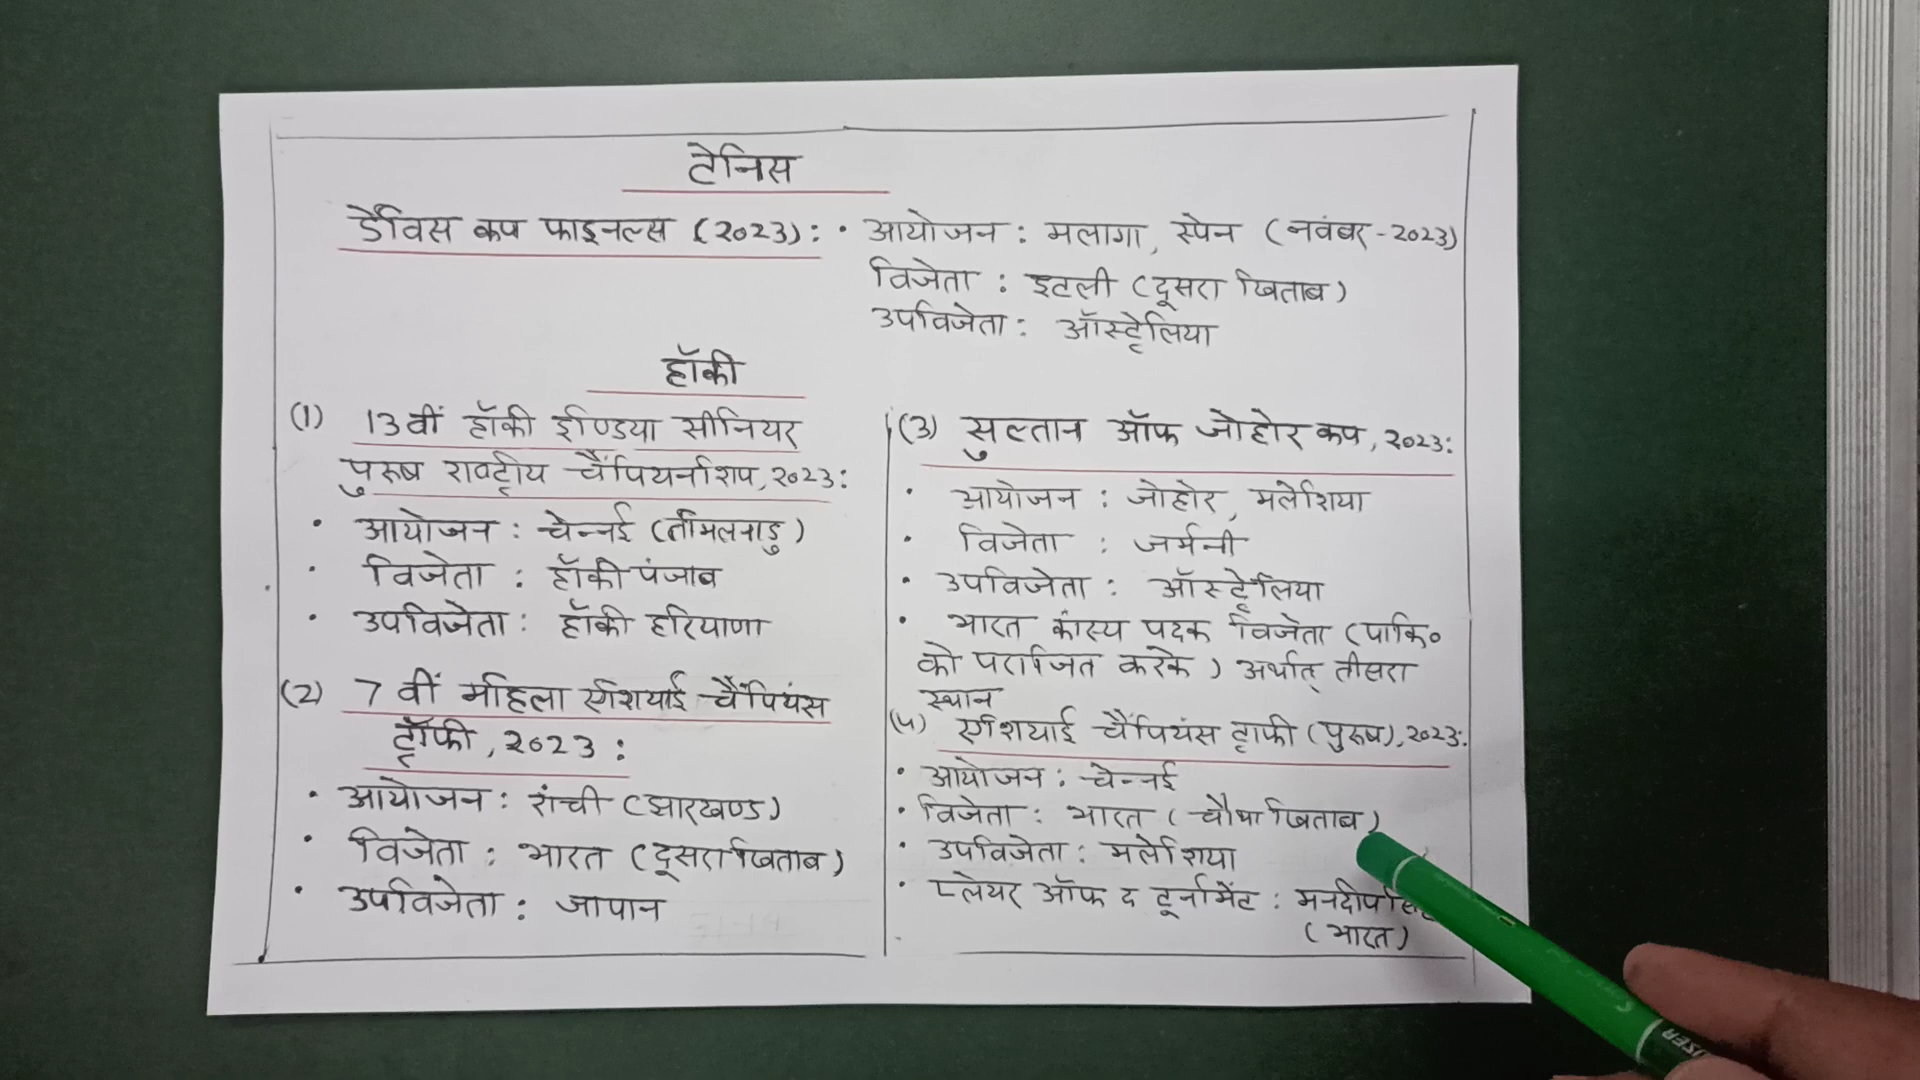 टेनिस
डेविस कप फाइनल्स (2023): • आयोजन : मलागा, स्पेन (नवंबर-2023)
विजेता : इटली (दूसरा खिताब)
उपविजेता : ऑस्ट्रेलिया
हॉकी
(1) 13वीं हॉकी इण्डिया सीनियर
पुरूष राष्ट्रीय चैंपियनशिप, 2023:
• आयोजन : चेन्नई (तमिलनाडु)
• विजेता : हॉकी पंजाब
• उपविजेता : हॉकी हरियाणा
(2) 7 वीं महिला एशियाई चैंपियंस
ट्रॉफी, 2023 :
• आयोजन : रांची (झारखण्ड)
• विजेता : भारत (दूसरा खिताब)
• उपविजेता : जापान
(3) सुल्तान ऑफ जोहोर कप, 2023:
• आयोजन : जोहोर, मलेशिया
• विजेता : जर्मनी
• उपविजेता : ऑस्ट्रेलिया
• भारत कांस्य पदक विजेता (पाकि०
को पराजित करके) अर्थात् तीसरा
स्थान
(4) एशियाई चैंपियंस ट्राफी (पुरूष), 2023:
• आयोजन : चेन्नई
• विजेता : भारत (चौथा खिताब)
• उपविजेता : मलेशिया
• प्लेयर ऑफ द टूर्नामेंट : मनदीप सिंह
(भारत)